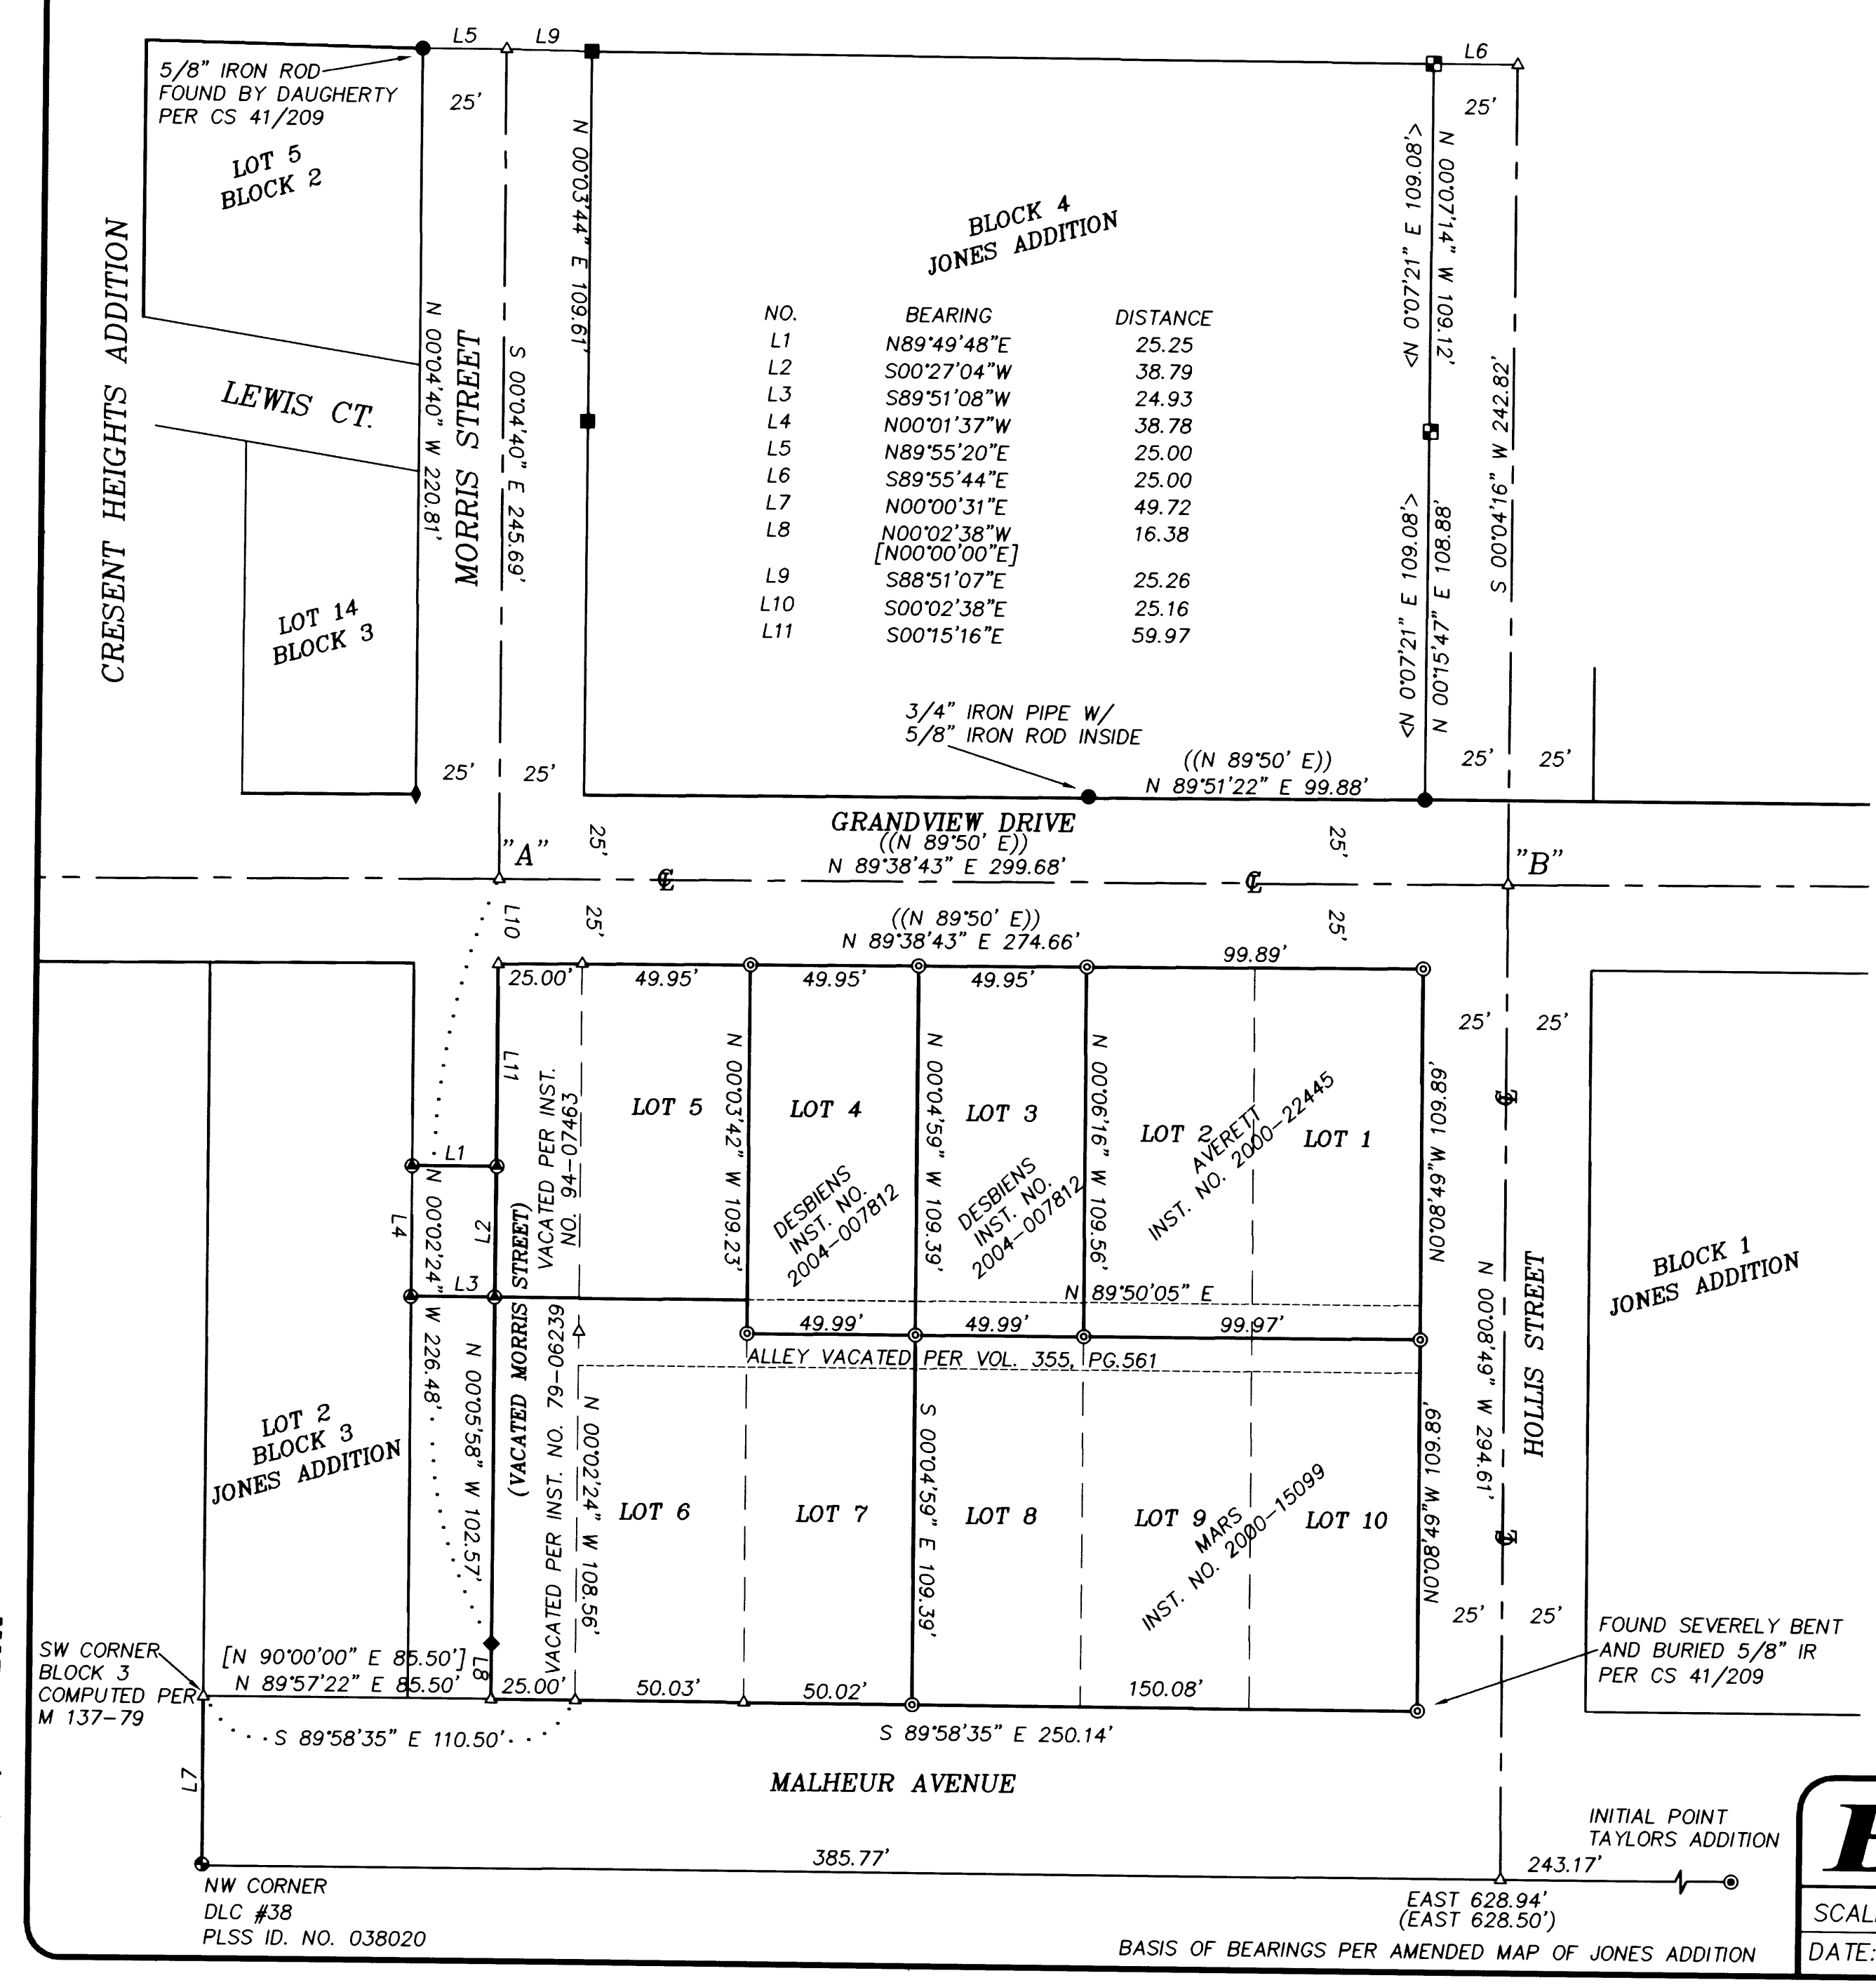 L5
L9
L6
5/8" IRON ROD
FOUND BY DAUGHERTY
PER CS 41/209
25'
25'
LOT 5
BLOCK 2
CRESENT HEIGHTS ADDITION
LEWIS CT.
LOT 14
BLOCK 3
N 00°04'40" W 220.81'
MORRIS STREET
S 00°04'40" E 245.69'
N 00°03'44" E 109.61'
BLOCK 4
JONES ADDITION
NO. BEARING DISTANCE
L1 N89°49'48"E 25.25
L2 S00°27'04"W 38.79
L3 S89°51'08"W 24.93
L4 N00°01'37"W 38.78
L5 N89°55'20"E 25.00
L6 S89°55'44"E 25.00
L7 N00°00'31"E 49.72
L8 N00°02'38"W 16.38
[N00°00'00"E]
L9 S88°51'07"E 25.26
L10 S00°02'38"E 25.16
L11 S00°15'16"E 59.97
<N 0°07'21" E 109.08'>
N 00°07'14" W 109.12'
<N 0°07'21" E 109.08'>
N 00°15'47" E 108.88'
S 00°04'16" W 242.82'
3/4" IRON PIPE W/
5/8" IRON ROD INSIDE
((N 89°50' E))
N 89°51'22" E 99.88'
25'
25'
25'
25'
GRANDVIEW DRIVE
((N 89°50' E))
N 89°38'43" E 299.68'
25'
25'
"A"
"B"
L10
25'
25'
((N 89°50' E))
N 89°38'43" E 274.66'
25.00'
49.95'
49.95'
49.95'
99.89'
25'
25'
L11
VACATED PER INST.
NO. 94-07463
LOT 5
N 00°03'42" W 109.23'
LOT 4
DESBIENS
INST. NO.
2004-007812
N 00°04'59" W 109.39'
LOT 3
DESBIENS
INST. NO.
2004-007812
N 00°06'16" W 109.56'
LOT 2
AVERETT
INST. NO. 2000-22445
LOT 1
N0°08'49"W 109.89'
L1
L4
N 00°02'24" W 226.48'
L2
L3
(VACATED MORRIS STREET)
N 89°50'05" E
49.99'
49.99'
99.97'
ALLEY VACATED PER VOL. 355, PG.561
BLOCK 1
JONES ADDITION
HOLLIS STREET
N 00°08'49" W 294.61'
LOT 2
BLOCK 3
JONES ADDITION
N 00°05'58" W 102.57'
VACATED PER INST. NO. 79-06239
N 00°02'24" W 108.56'
LOT 6
LOT 7
S 00°04'59" E 109.39'
LOT 8
LOT 9
MARS
INST. NO. 2000-15099
LOT 10
N0°08'49"W 109.89'
25'
25'
FOUND SEVERELY BENT
AND BURIED 5/8" IR
PER CS 41/209
SW CORNER
BLOCK 3
COMPUTED PER
M 137-79
[N 90°00'00" E 85.50']
N 89°57'22" E 85.50'
L8
25.00'
50.03'
50.02'
150.08'
S 89°58'35" E 110.50'
S 89°58'35" E 250.14'
L7
MALHEUR AVENUE
INITIAL POINT
TAYLORS ADDITION
385.77'
243.17'
NW CORNER
DLC #38
PLSS ID. NO. 038020
EAST 628.94'
(EAST 628.50')
BASIS OF BEARINGS PER AMENDED MAP OF JONES ADDITION
SCAL
DATE: